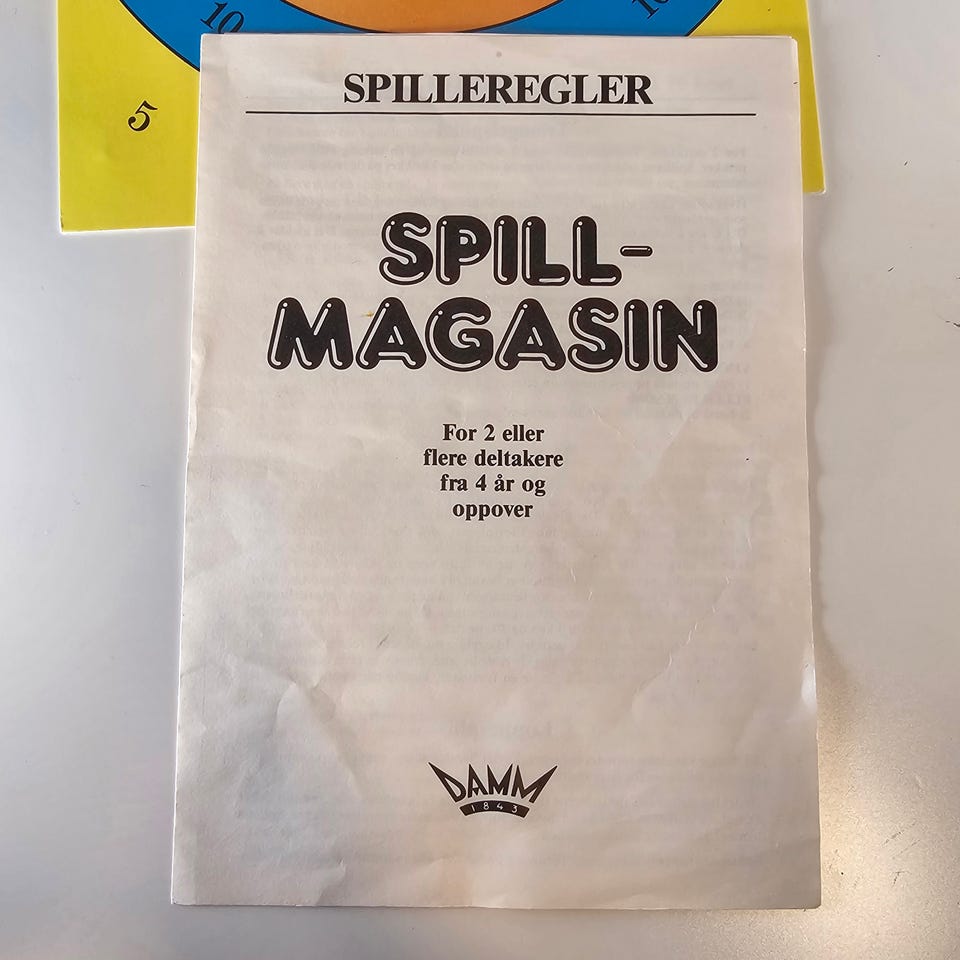 10
10
5
SPILLEREGLER
SPILL-
MAGASIN
For 2 eller
flere deltakere
fra 4 år og
oppover
DAMM
1843